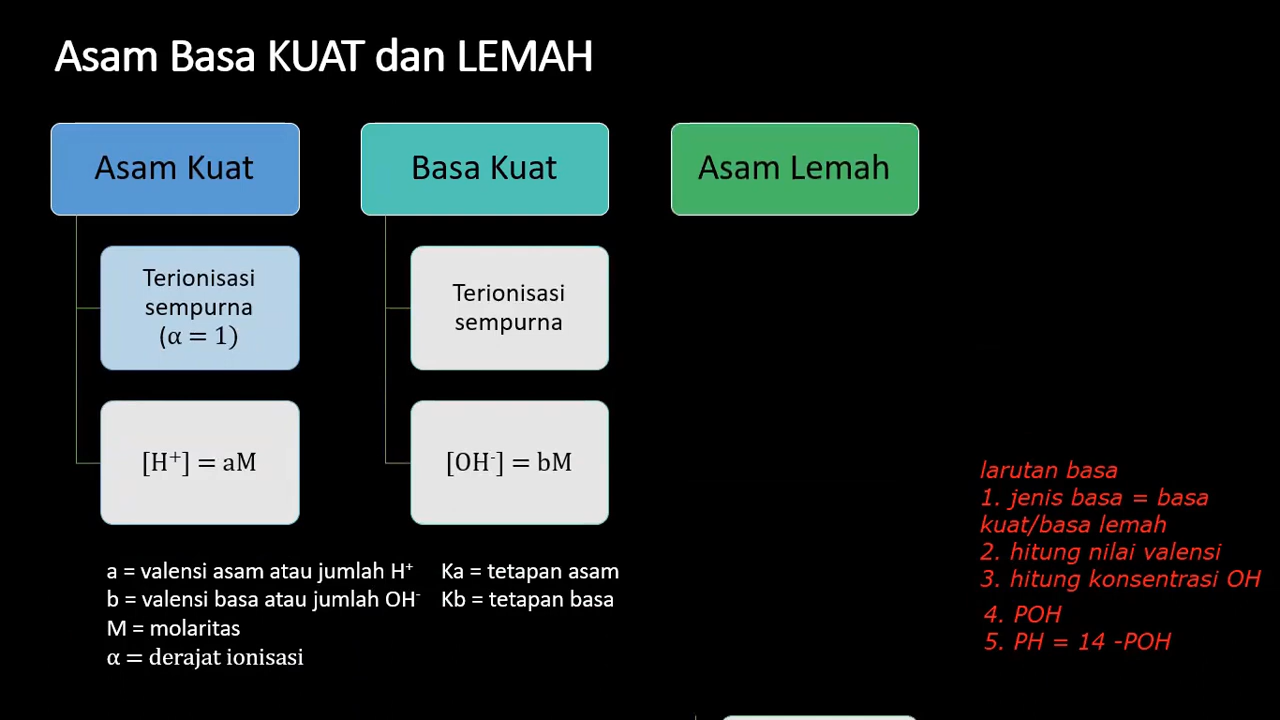 Asam Basa KUAT dan LEMAH
Asam Kuat
Terionisasi
sempurna
(α = 1)
[H⁺] = aM
Basa Kuat
Terionisasi
sempurna
[OH⁻] = bM
Asam Lemah
a = valensi asam atau jumlah H⁺
b = valensi basa atau jumlah OH⁻
M = molaritas
α = derajat ionisasi
Ka = tetapan asam
Kb = tetapan basa
larutan basa
1. jenis basa = basa
kuat/basa lemah
2. hitung nilai valensi
3. hitung konsentrasi OH
4. POH
5. PH = 14 -POH